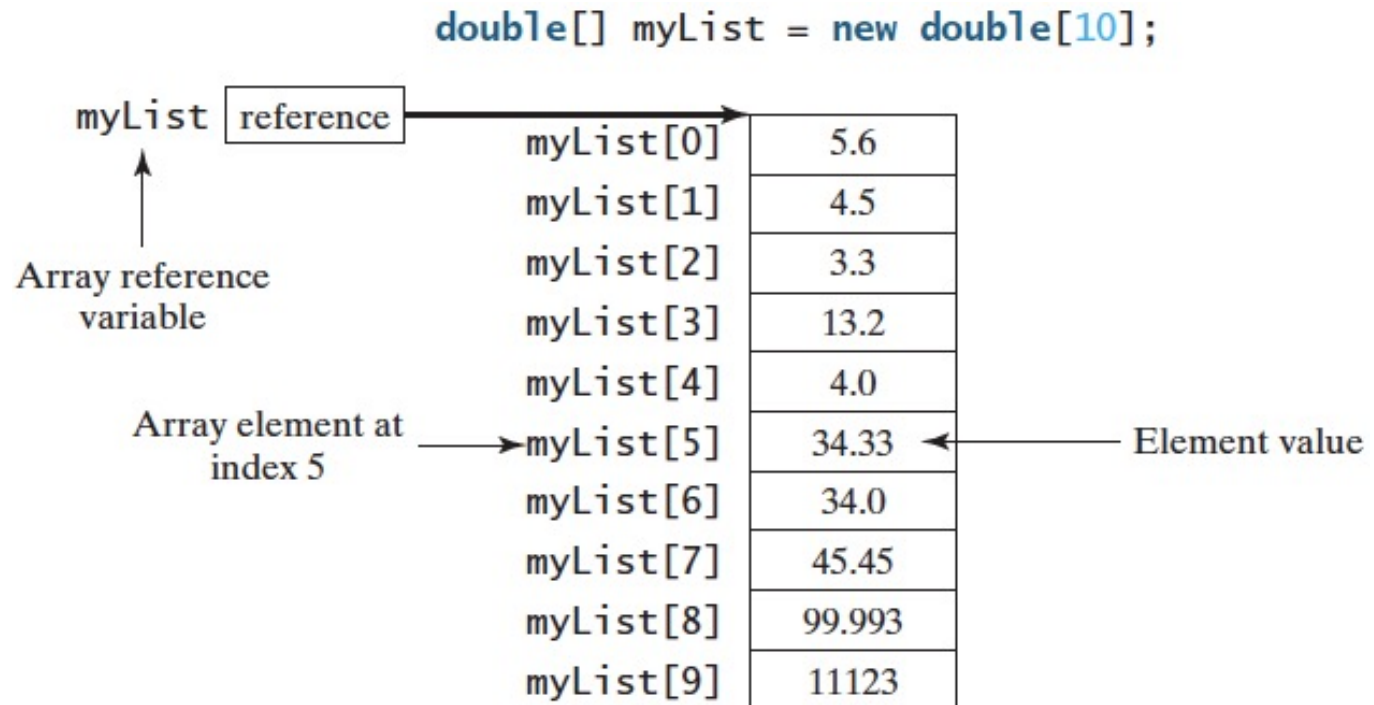 double[] myList = new double[10];
myList reference
myList[0] 5.6
myList[1] 4.5
Array reference
variable
myList[2] 3.3
myList[3] 13.2
myList[4] 4.0
Array element at
index 5
myList[5] 34.33 Element value
myList[6] 34.0
myList[7] 45.45
myList[8] 99.993
myList[9] 11123